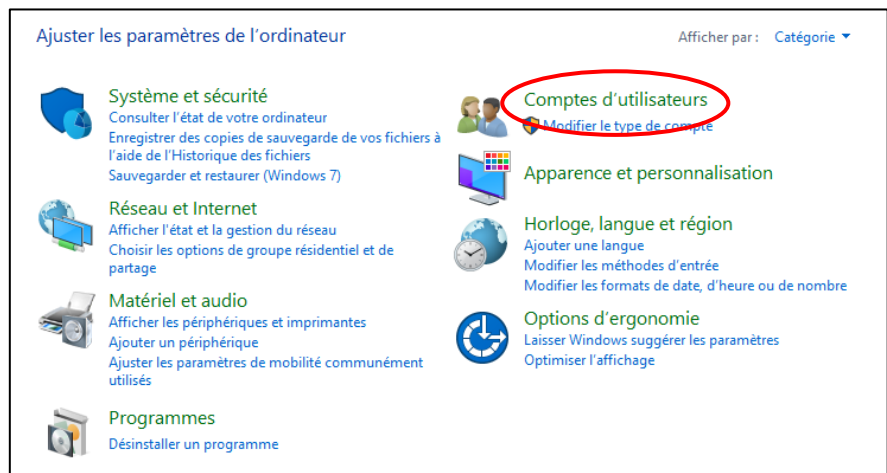 Ajuster les paramètres de l'ordinateur
Afficher par : Catégorie
Système et sécurité
Consulter l'état de votre ordinateur
Enregistrer des copies de sauvegarde de vos fichiers à
l'aide de l'Historique des fichiers
Sauvegarder et restaurer (Windows 7)
Réseau et Internet
Afficher l'état et la gestion du réseau
Choisir les options de groupe résidentiel et de
partage
Matériel et audio
Afficher les périphériques et imprimantes
Ajouter un périphérique
Ajuster les paramètres de mobilité communément
utilisés
Programmes
Désinstaller un programme
Comptes d'utilisateurs
Modifier le type de compte
Apparence et personnalisation
Horloge, langue et région
Ajouter une langue
Modifier les méthodes d'entrée
Modifier les formats de date, d'heure ou de nombre
Options d'ergonomie
Laisser Windows suggérer les paramètres
Optimiser l'affichage